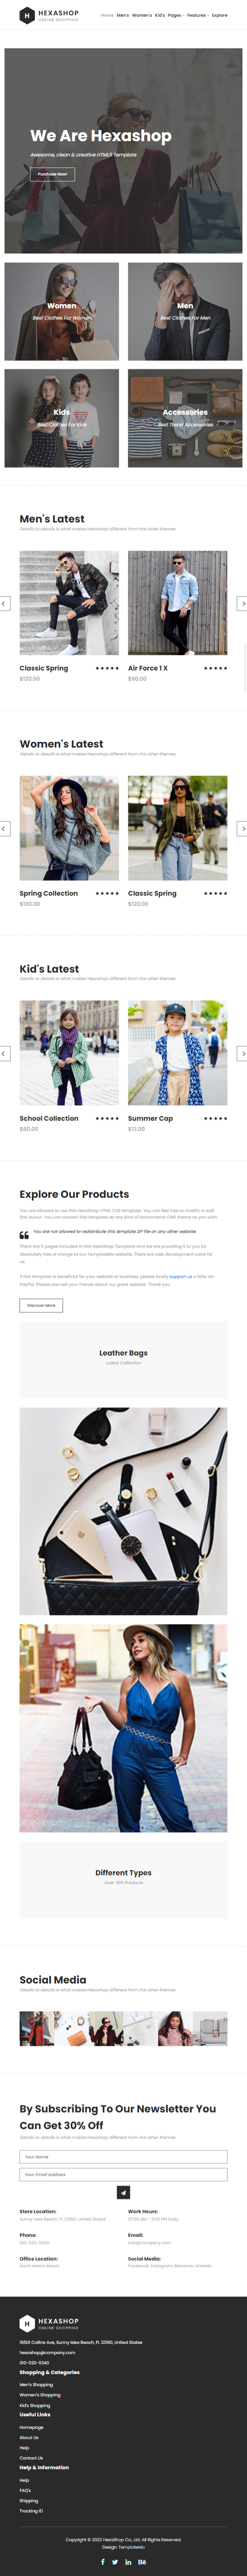 HEXASHOP
ONLINE SHOPPING
Home Men's Women's Kid's Pages Features Explore
We Are Hexashop
Awesome, clean & creative HTML5 Template
Purchase Now!
Women
Best Clothes For Women
Men
Best Clothes For Men
Kids
Best Clothes For Kids
Accessories
Best Trend Accessories
Men's Latest
Details to details is what makes Hexashop different from the other themes.
Classic Spring
$120.00
Air Force 1 X
$90.00
Women's Latest
Details to details is what makes Hexashop different from the other themes.
Spring Collection
$130.00
Classic Spring
$120.00
Kid's Latest
Details to details is what makes Hexashop different from the other themes.
School Collection
$80.00
Summer Cap
$12.00
Explore Our Products
You are allowed to use this HexaShop HTML CSS template. You can feel free to modify or edit
this layout. You can convert this template as any kind of ecommerce CMS theme as you wish.
You are not allowed to redistribute this template ZIP file on any other website.
There are 5 pages included in this HexaShop Template and we are providing it to you for
absolutely free of charge at our TemplateMo website. There are web development costs for
us.
If this template is beneficial for your website or business, please kindly support us a little via
PayPal. Please also tell your friends about our great website. Thank you.
Discover More
Leather Bags
Latest Collection
Different Types
Over 304 Products
Social Media
Details to details is what makes Hexashop different from the other themes.
By Subscribing To Our Newsletter You
Can Get 30% Off
Details to details is what makes Hexashop different from the other themes.
Your Name
Your Email Address
Store Location:
Sunny Isles Beach, FL 33160, United States
Work Hours:
07:30 AM - 9:30 PM Daily
Phone:
010-020-0340
Email:
info@company.com
Office Location:
North Miami Beach
Social Media:
Facebook, Instagram, Behance, Linkedin
HEXASHOP
ONLINE SHOPPING
16501 Collins Ave, Sunny Isles Beach, FL 33160, United States
hexashop@company.com
010-020-0340
Shopping & Categories
Men's Shopping
Women's Shopping
Kid's Shopping
Useful Links
Homepage
About Us
Help
Contact Us
Help & Information
Help
FAQ's
Shipping
Tracking ID
Copyright © 2022 HexaShop Co., Ltd. All Rights Reserved.
Design: TemplateMo